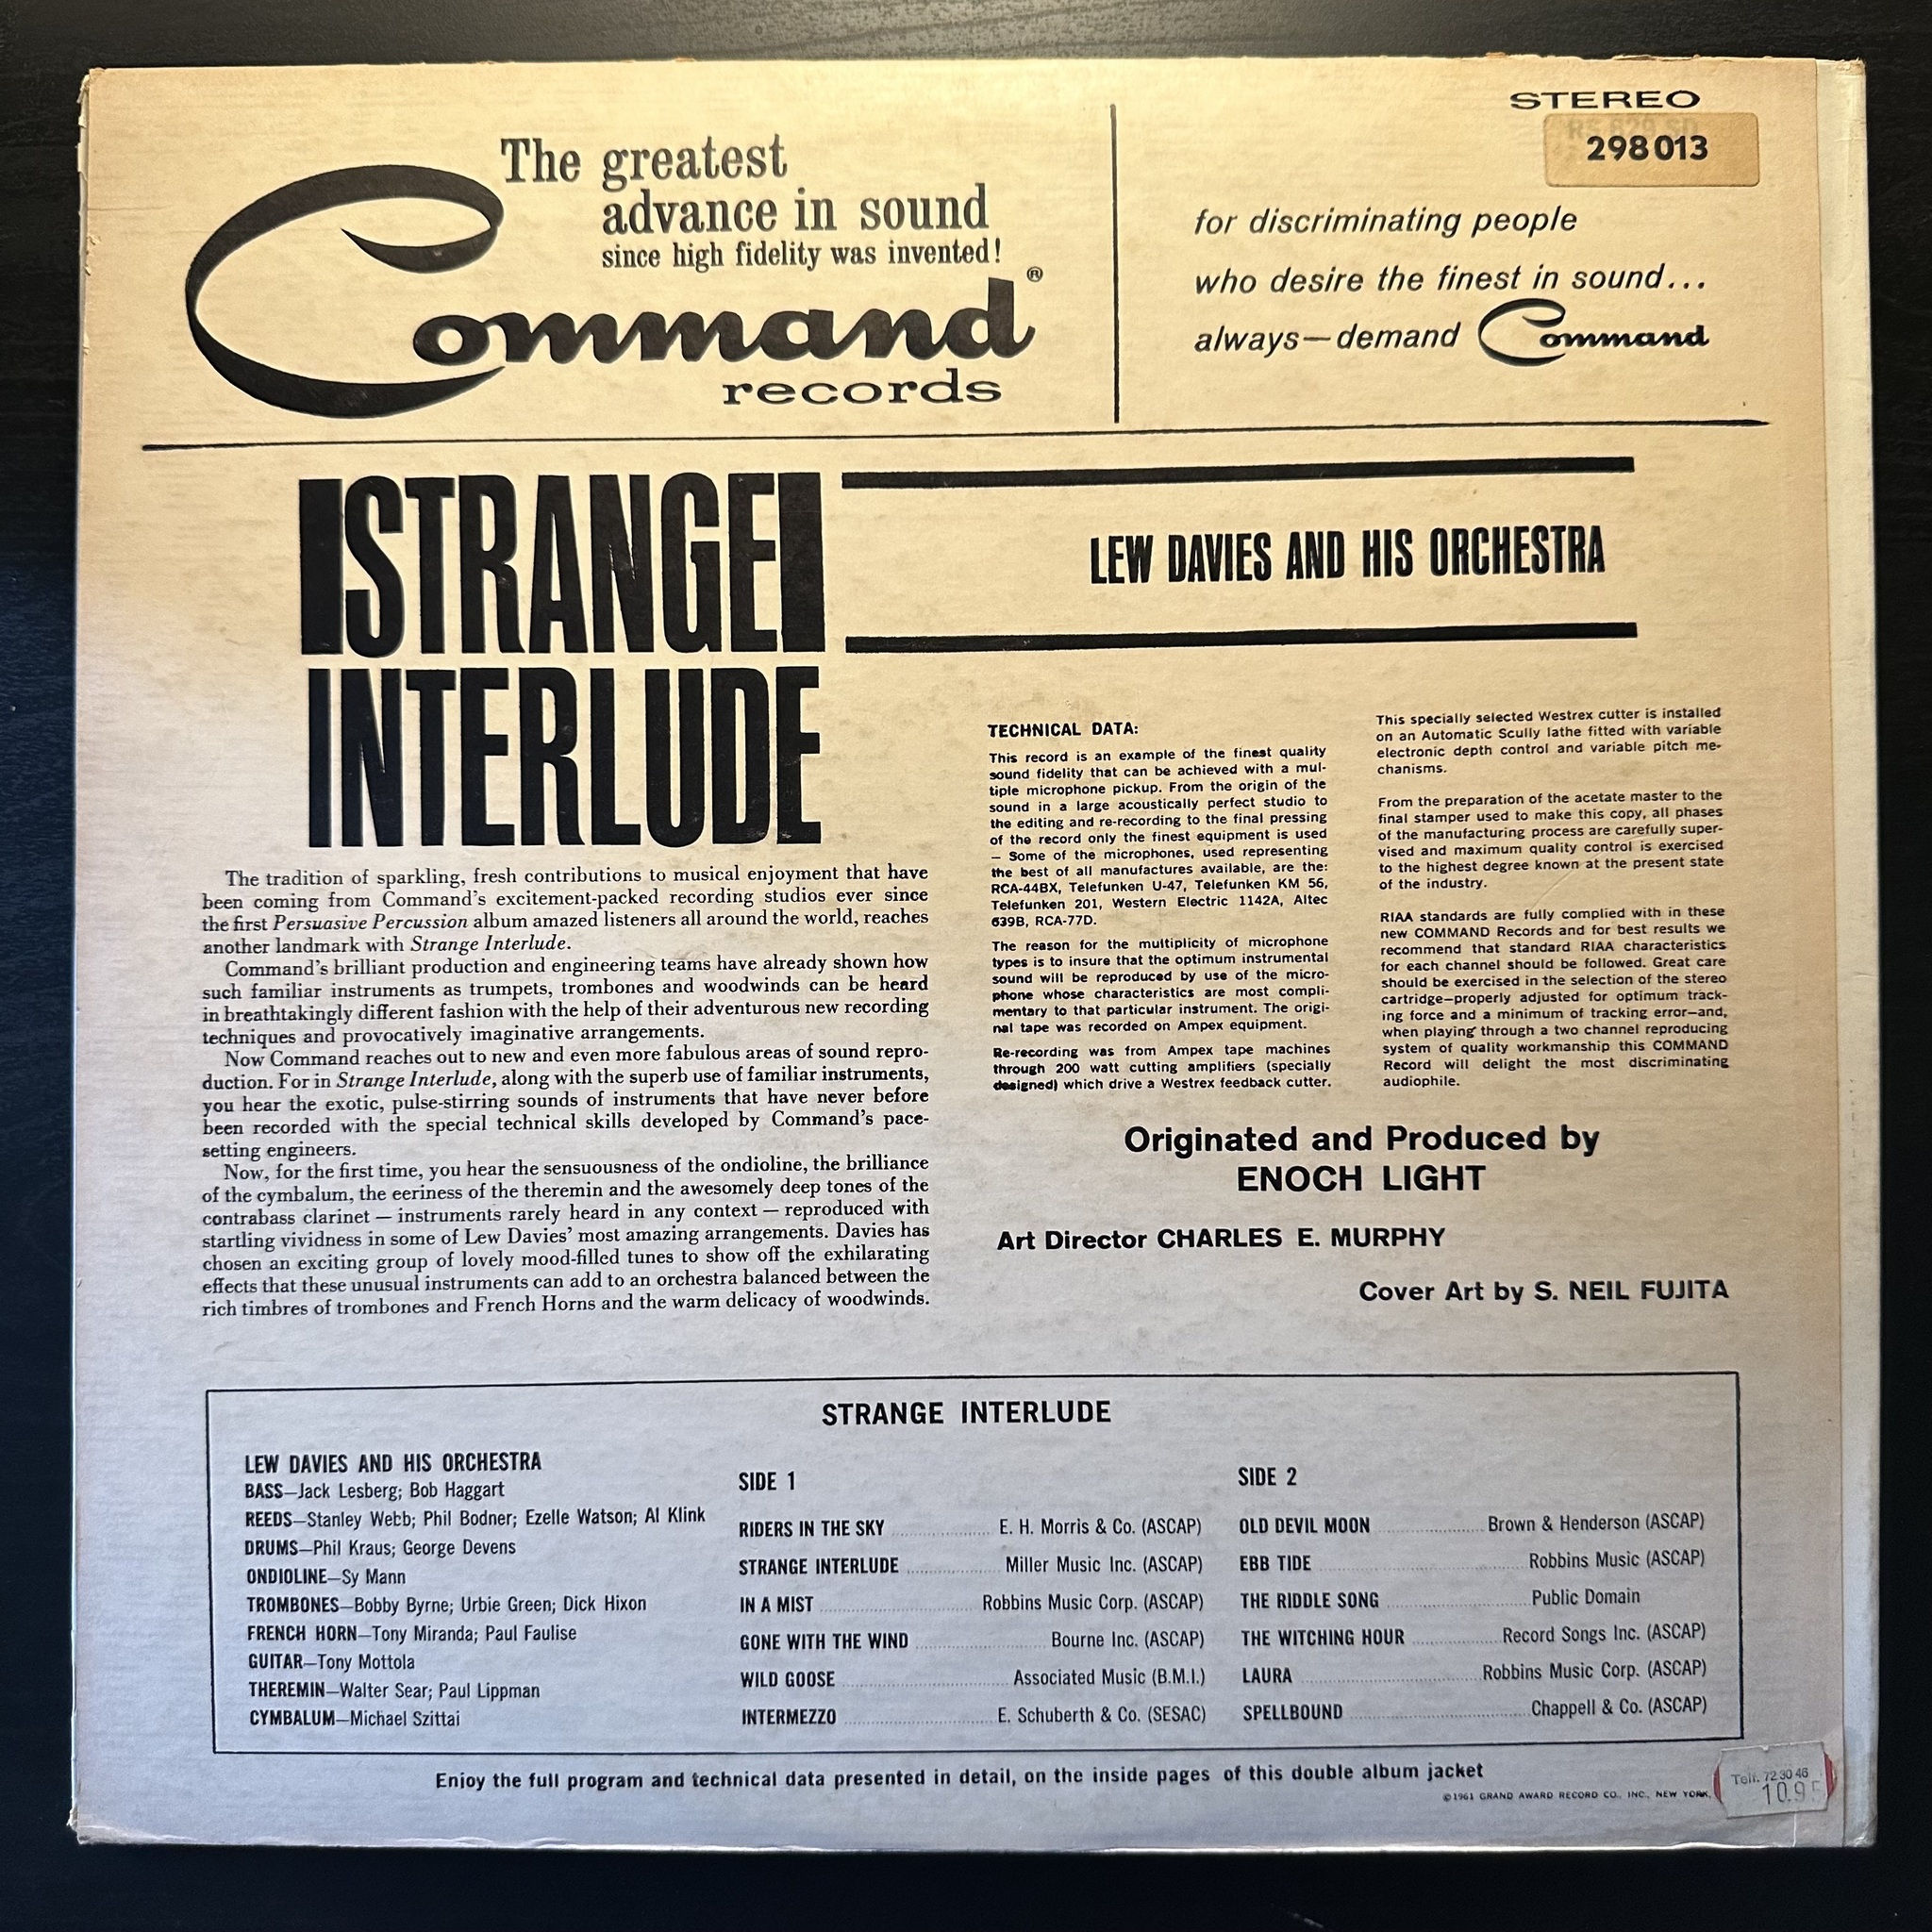 The greatest
advance in sound
since high fidelity was invented!
Command®
records
STEREO
298 013
for discriminating people
who desire the finest in sound...
always—demand Command
STRANGE
INTERLUDE
LEW DAVIES AND HIS ORCHESTRA
The tradition of sparkling, fresh contributions to musical enjoyment that have
been coming from Command's excitement-packed recording studios ever since
the first Persuasive Percussion album amazed listeners all around the world, reaches
another landmark with Strange Interlude.
Command's brilliant production and engineering teams have already shown how
such familiar instruments as trumpets, trombones and woodwinds can be heard
in breathtakingly different fashion with the help of their adventurous new recording
techniques and provocatively imaginative arrangements.
Now Command reaches out to new and even more fabulous areas of sound repro-
duction. For in Strange Interlude, along with the superb use of familiar instruments,
you hear the exotic, pulse-stirring sounds of instruments that have never before
been recorded with the special technical skills developed by Command's pace-
setting engineers.
Now, for the first time, you hear the sensuousness of the ondioline, the brilliance
of the cymbalum, the eeriness of the theremin and the awesomely deep tones of the
contrabass clarinet — instruments rarely heard in any context — reproduced with
startling vividness in some of Lew Davies' most amazing arrangements. Davies has
chosen an exciting group of lovely mood-filled tunes to show off the exhilarating
effects that these unusual instruments can add to an orchestra balanced between the
rich timbres of trombones and French Horns and the warm delicacy of woodwinds.
TECHNICAL DATA:
This record is an example of the finest quality
sound fidelity that can be achieved with a mul-
tiple microphone pickup. From the origin of the
sound in a large acoustically perfect studio to
the editing and re-recording to the final pressing
of the record only the finest equipment is used
— Some of the microphones, used representing
the best of all manufactures available, are the:
RCA-44BX, Telefunken U-47, Telefunken KM 56,
Telefunken 201, Western Electric 1142A, Altec
639B, RCA-77D.
The reason for the multiplicity of microphone
types is to insure that the optimum instrumental
sound will be reproduced by use of the micro-
phone whose characteristics are most compli-
mentary to that particular instrument. The origi-
nal tape was recorded on Ampex equipment.
Re-recording was from Ampex tape machines
through 200 watt cutting amplifiers (specially
designed) which drive a Westrex feedback cutter.
This specially selected Westrex cutter is installed
on an Automatic Scully lathe fitted with variable
electronic depth control and variable pitch me-
chanisms.
From the preparation of the acetate master to the
final stamper used to make this copy, all phases
of the manufacturing process are carefully super-
vised and maximum quality control is exercised
to the highest degree known at the present state
of the industry.
RIAA standards are fully complied with in these
new COMMAND Records and for best results we
recommend that standard RIAA characteristics
for each channel should be followed. Great care
should be exercised in the selection of the stereo
cartridge—properly adjusted for optimum track-
ing force and a minimum of tracking error—and,
when playing through a two channel reproducing
system of quality workmanship this COMMAND
Record will delight the most discriminating
audiophile.
Originated and Produced by
ENOCH LIGHT
Art Director CHARLES E. MURPHY
Cover Art by S. NEIL FUJITA
STRANGE INTERLUDE
LEW DAVIES AND HIS ORCHESTRA
BASS—Jack Lesberg; Bob Haggart
REEDS—Stanley Webb; Phil Bodner; Ezelle Watson; Al Klink
DRUMS—Phil Kraus; George Devens
ONDIOLINE—Sy Mann
TROMBONES—Bobby Byrne; Urbie Green; Dick Hixon
FRENCH HORN—Tony Miranda; Paul Faulise
GUITAR—Tony Mottola
THEREMIN—Walter Sear; Paul Lippman
CYMBALUM—Michael Szittai
SIDE 1
RIDERS IN THE SKY E. H. Morris & Co. (ASCAP)
STRANGE INTERLUDE Miller Music Inc. (ASCAP)
IN A MIST Robbins Music Corp. (ASCAP)
GONE WITH THE WIND Bourne Inc. (ASCAP)
WILD GOOSE Associated Music (B.M.I.)
INTERMEZZO E. Schuberth & Co. (SESAC)
SIDE 2
OLD DEVIL MOON Brown & Henderson (ASCAP)
EBB TIDE Robbins Music (ASCAP)
THE RIDDLE SONG Public Domain
THE WITCHING HOUR Record Songs Inc. (ASCAP)
LAURA Robbins Music Corp. (ASCAP)
SPELLBOUND Chappell & Co. (ASCAP)
Enjoy the full program and technical data presented in detail, on the inside pages of this double album jacket
©1961 GRAND AWARD RECORD CO., INC., NEW YORK,
Telf. 72 30 46
10.95